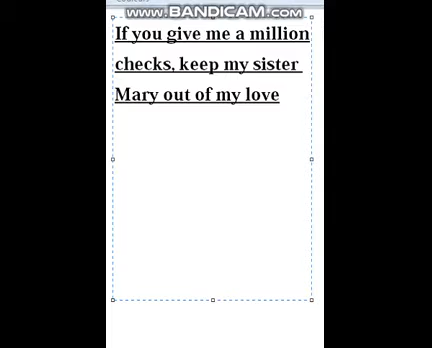 www.BANDICAM.com
If you give me a million
checks, keep my sister
Mary out of my love